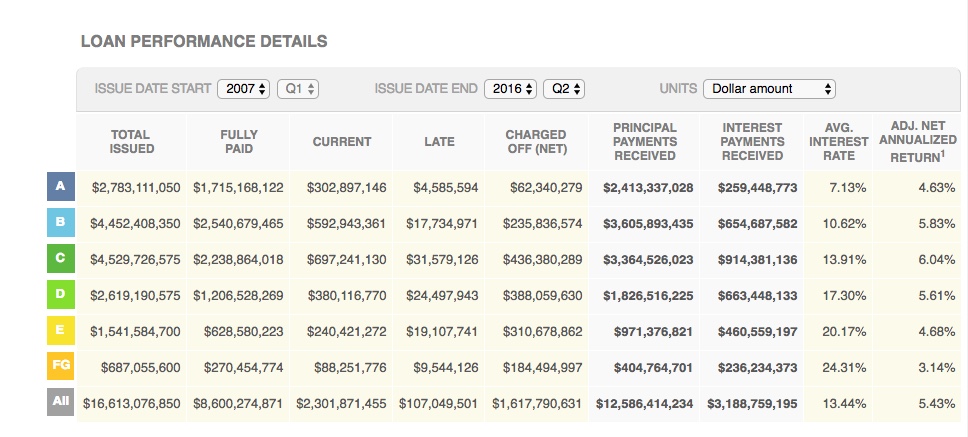 LOAN PERFORMANCE DETAILS
ISSUE DATE START 2007 Q1 ISSUE DATE END 2016 Q2 UNITS Dollar amount
TOTAL ISSUED FULLY PAID CURRENT LATE CHARGED OFF (NET) PRINCIPAL PAYMENTS RECEIVED INTEREST PAYMENTS RECEIVED AVG. INTEREST RATE ADJ. NET ANNUALIZED RETURN1
A $2,783,111,050 $1,715,168,122 $302,897,146 $4,585,594 $62,340,279 $2,413,337,028 $259,448,773 7.13% 4.63%
B $4,452,408,350 $2,540,679,465 $592,943,361 $17,734,971 $235,836,574 $3,605,893,435 $654,687,582 10.62% 5.83%
C $4,529,726,575 $2,238,864,018 $697,241,130 $31,579,126 $436,380,289 $3,364,526,023 $914,381,136 13.91% 6.04%
D $2,619,190,575 $1,206,528,269 $380,116,770 $24,497,943 $388,059,630 $1,826,516,225 $663,448,133 17.30% 5.61%
E $1,541,584,700 $628,580,223 $240,421,272 $19,107,741 $310,678,862 $971,376,821 $460,559,197 20.17% 4.68%
FG $687,055,600 $270,454,774 $88,251,776 $9,544,126 $184,494,997 $404,764,701 $236,234,373 24.31% 3.14%
All $16,613,076,850 $8,600,274,871 $2,301,871,455 $107,049,501 $1,617,790,631 $12,586,414,234 $3,188,759,195 13.44% 5.43%